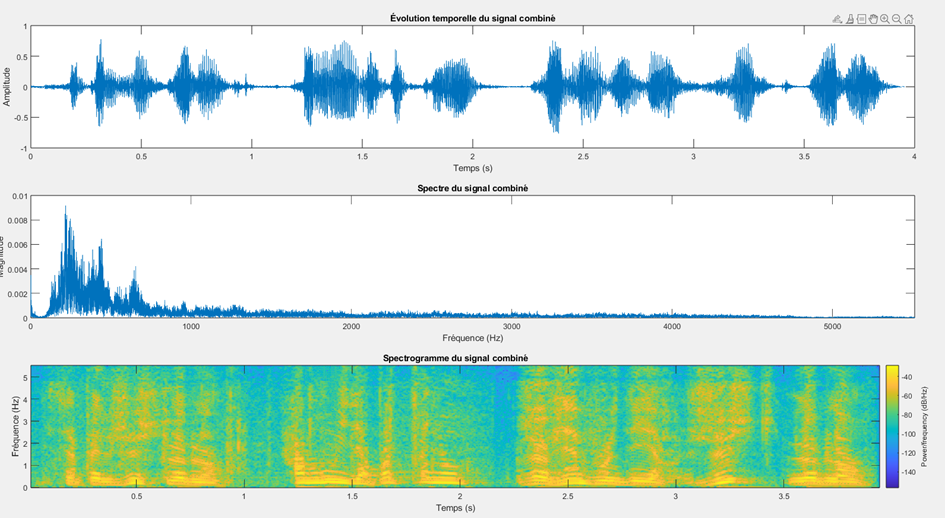 Évolution temporelle du signal combinè
Amplitude
1
0.5
0
-0.5
-1
0 0.5 1 1.5 2 2.5 3 3.5 4
Temps (s)
Spectre du signal combinè
Magnitude
0.01
0.008
0.006
0.004
0.002
0
0 1000 2000 3000 4000 5000
Fréquence (Hz)
Spectrogramme du signal combinè
Fréquence (Hz)
5
4
3
2
1
0
0.5 1 1.5 2 2.5 3 3.5
Temps (s)
-40
-60
-80
-100
-120
-140
Power/frequency (dB/Hz)